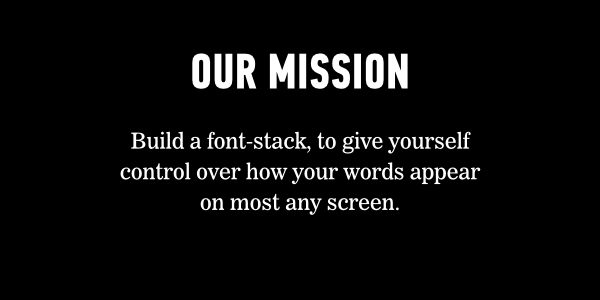 OUR MISSION
Build a font-stack, to give yourself
control over how your words appear
on most any screen.